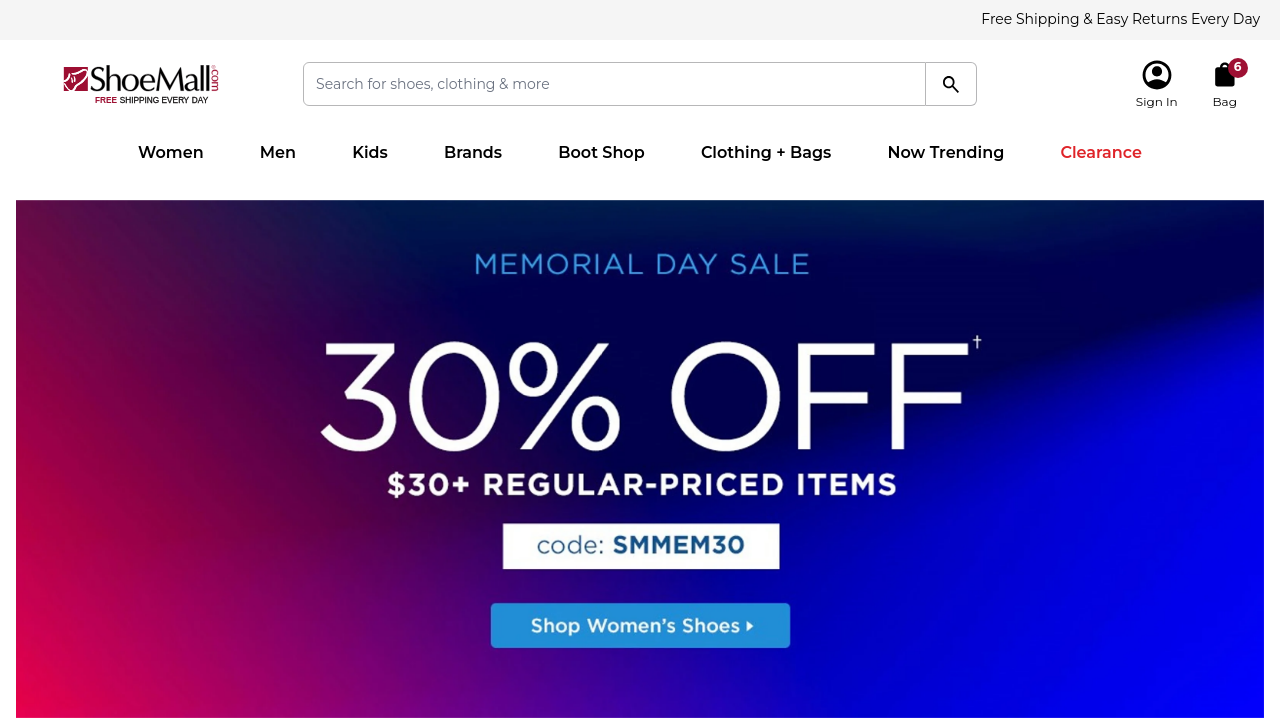 Free Shipping & Easy Returns Every Day
ShoeMall.com
FREE SHIPPING EVERY DAY
Search for shoes, clothing & more
Sign In
6
Bag
Women
Men
Kids
Brands
Boot Shop
Clothing + Bags
Now Trending
Clearance
MEMORIAL DAY SALE
30% OFF†
$30+ REGULAR-PRICED ITEMS
code: SMMEM30
Shop Women's Shoes